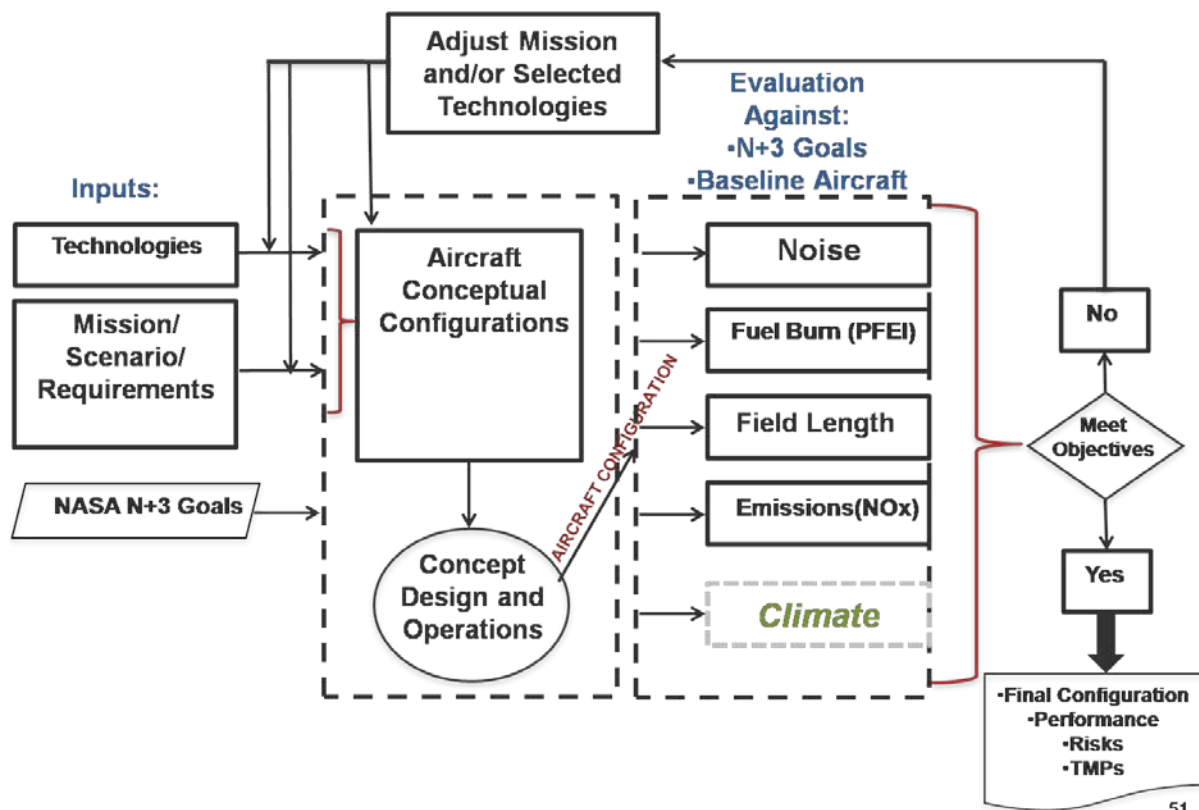 Adjust Mission
and/or Selected
Technologies
Evaluation
Against:
•N+3 Goals
•Baseline Aircraft
Inputs:
Technologies
Mission/
Scenario/
Requirements
NASA N+3 Goals
Aircraft
Conceptual
Configurations
Concept
Design and
Operations
AIRCRAFT CONFIGURATION
Noise
Fuel Burn (PFEI)
Field Length
Emissions(NOx)
Climate
No
Meet
Objectives
Yes
•Final Configuration
•Performance
•Risks
•TMPs
51